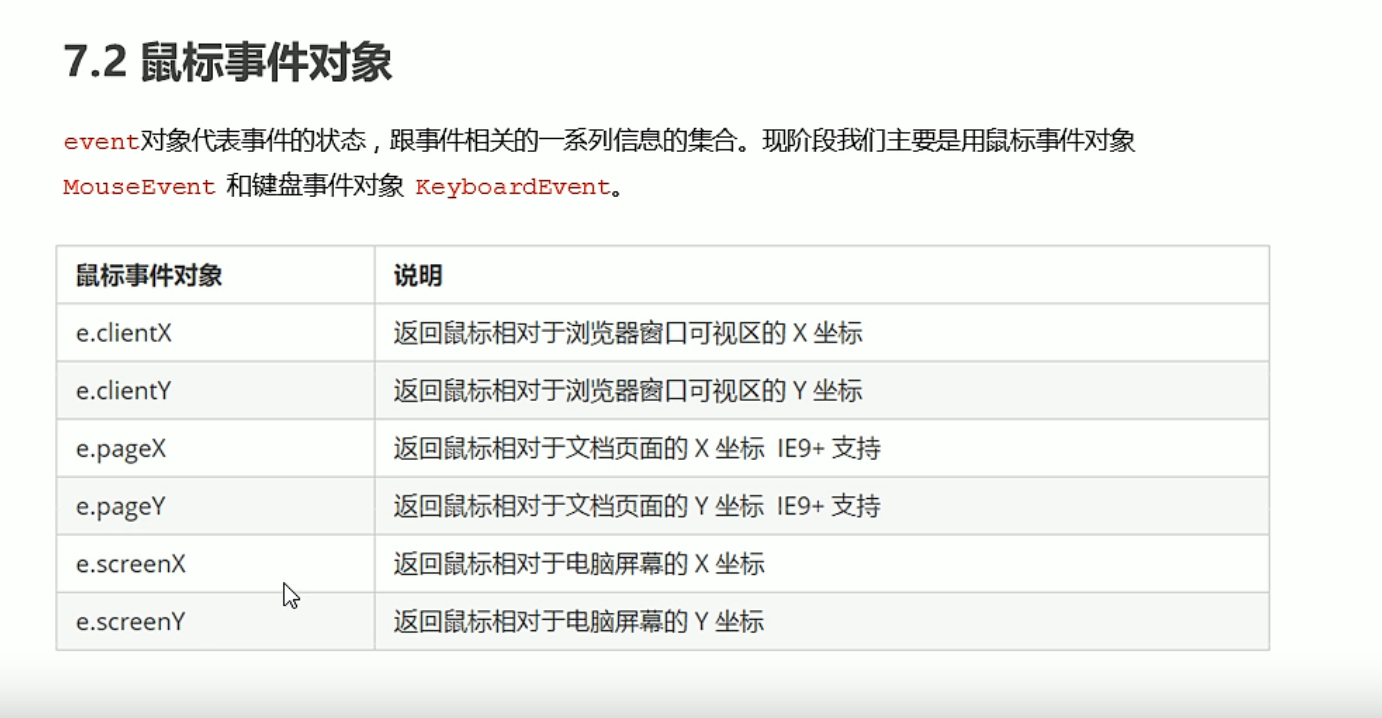 7.2 鼠标事件对象
event对象代表事件的状态，跟事件相关的一系列信息的集合。现阶段我们主要是用鼠标事件对象
MouseEvent 和键盘事件对象 KeyboardEvent。
鼠标事件对象 说明
e.clientX 返回鼠标相对于浏览器窗口可视区的 X 坐标
e.clientY 返回鼠标相对于浏览器窗口可视区的 Y 坐标
e.pageX 返回鼠标相对于文档页面的 X 坐标 IE9+ 支持
e.pageY 返回鼠标相对于文档页面的 Y 坐标 IE9+ 支持
e.screenX 返回鼠标相对于电脑屏幕的 X 坐标
e.screenY 返回鼠标相对于电脑屏幕的 Y 坐标